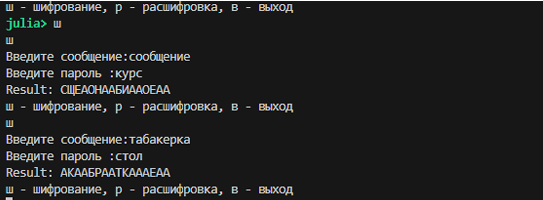 ш - шифрование, р - расшифровка, в - выход
julia> ш
ш
Введите сообщение:сообщение
Введите пароль :курс
Result: СЩЕАОНААБИААОЕАА
ш - шифрование, р - расшифровка, в - выход
ш
Введите сообщение:табакерка
Введите пароль :стол
Result: АКААБРААТКАААЕАА
ш - шифрование, р - расшифровка, в - выход